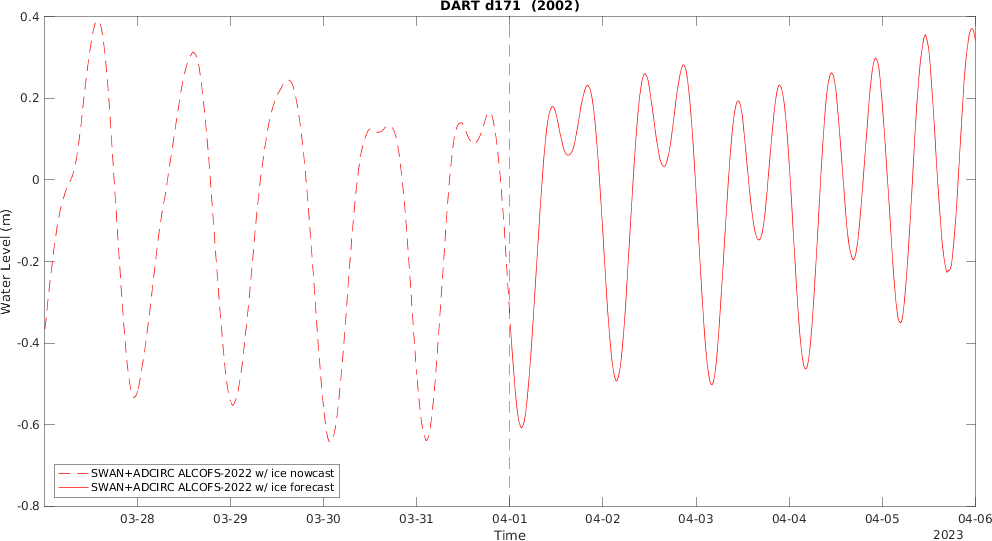 DART d171 (2002)
0.4
0.2
0
-0.2
-0.4
-0.6
-0.8
Water Level (m)
SWAN+ADCIRC ALCOFS-2022 w/ ice nowcast
SWAN+ADCIRC ALCOFS-2022 w/ ice forecast
03-28 03-29 03-30 03-31 04-01 04-02 04-03 04-04 04-05 04-06
Time
2023